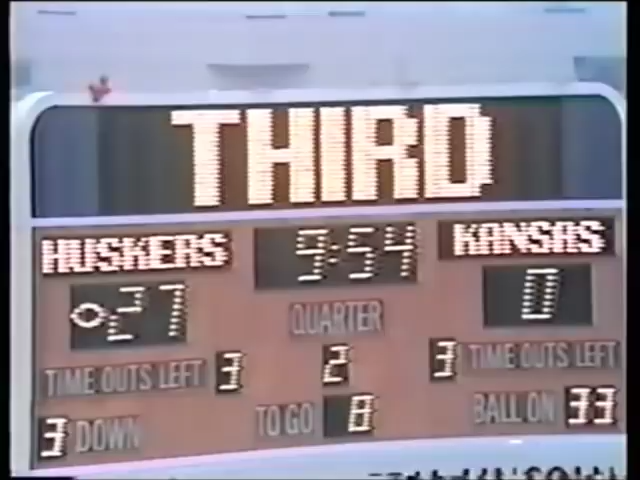 THIRD
HUSKERS 9:54 KANSAS
27 QUARTER 0
TIME OUTS LEFT 3 2 3 TIME OUTS LEFT
3 DOWN TO GO 8 BALL ON 33